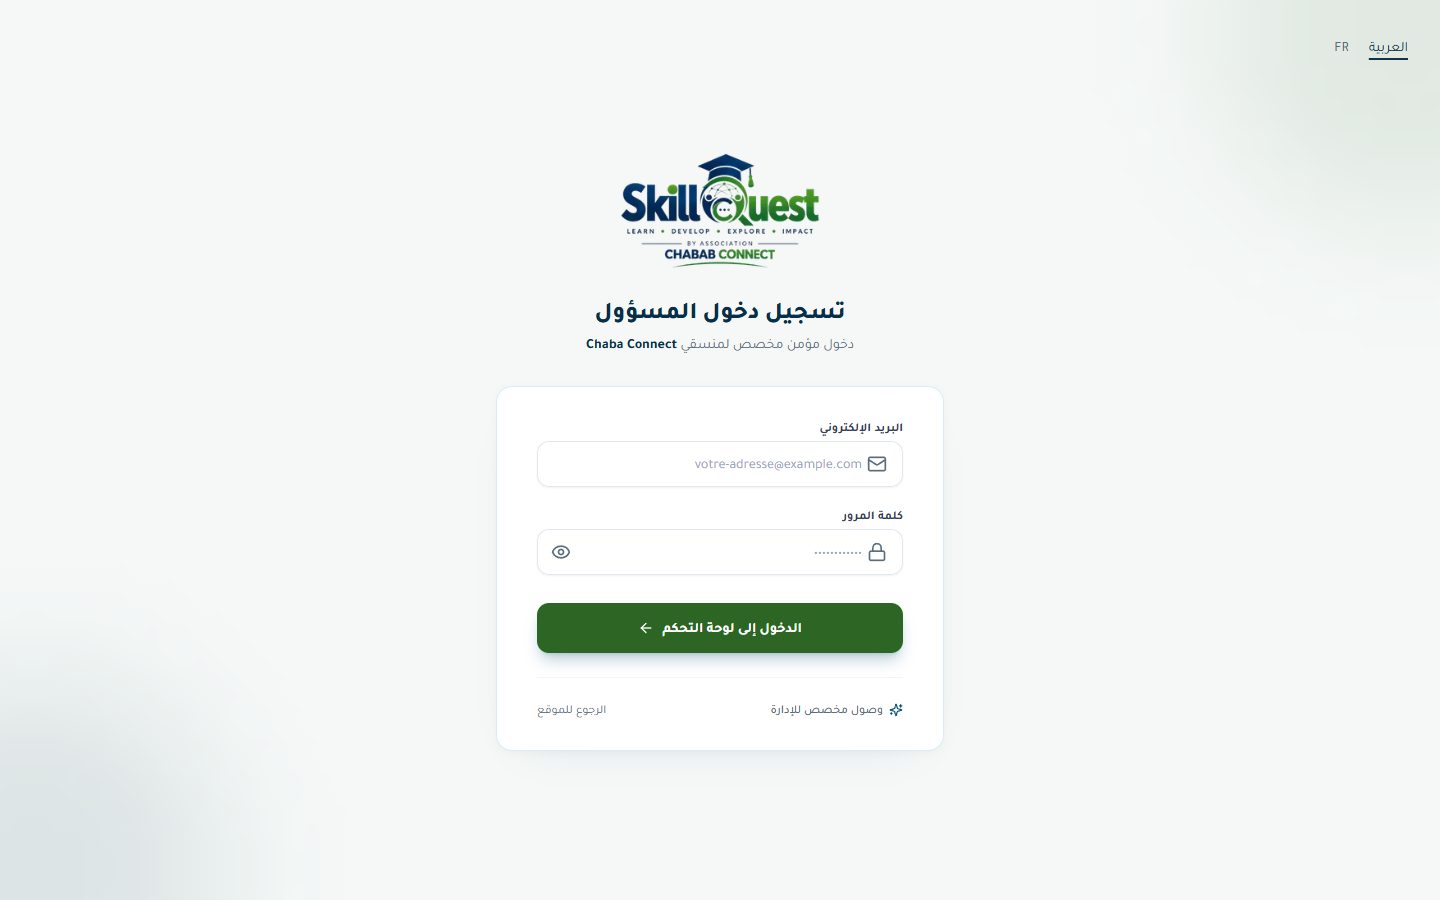 العربية FR
SkillQuest
LEARN • DEVELOP • EXPLORE • IMPACT
BY ASSOCIATION
CHABAB CONNECT
تسجيل دخول المسؤول
دخول مؤمن مخصص لمنسقي Chaba Connect
البريد الإلكتروني
votre-adresse@example.com
كلمة المرور
············
الدخول إلى لوحة التحكم ←
وصول مخصص للإدارة
الرجوع للموقع